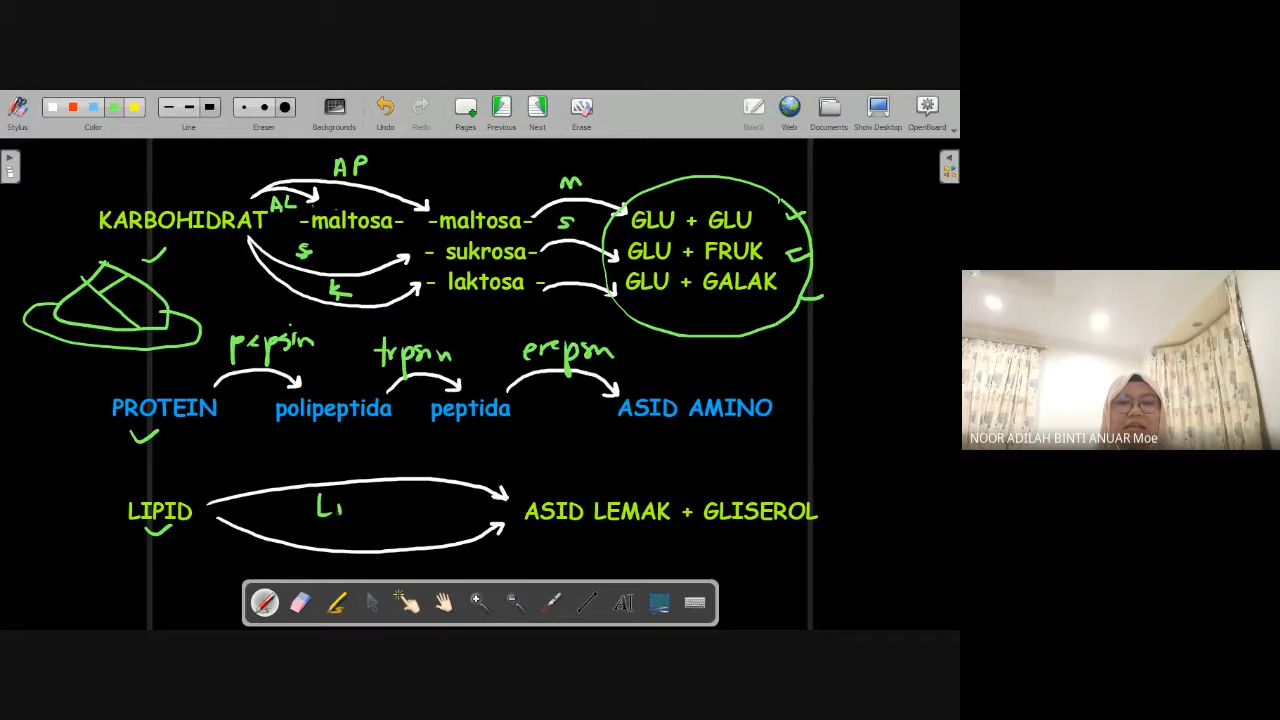 Stylus Color Line Eraser Backgrounds Undo Redo Pages Previous Next Erase Board Web Documents Show Desktop OpenBoard
AP
AL
m
KARBOHIDRAT -maltosa- -maltosa- GLU + GLU
s
s
- sukrosa- GLU + FRUK
k
- laktosa - GLU + GALAK
pepsin trpsin erepsin
PROTEIN polipeptida peptida ASID AMINO
NOOR ADILAH BINTI ANUAR Moe
Li
LIPID ASID LEMAK + GLISEROL